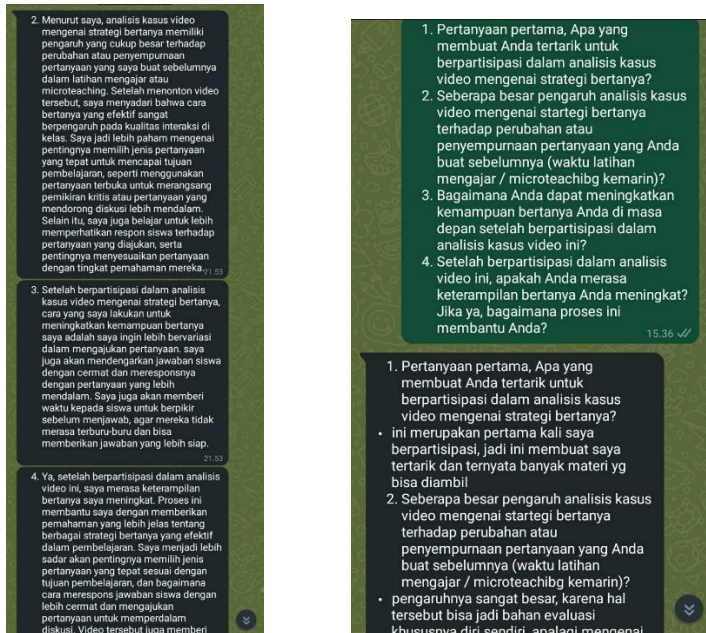 2. Menurut saya, analisis kasus video
mengenai strategi bertanya memiliki
pengaruh yang cukup besar terhadap
perubahan atau penyempurnaan
pertanyaan yang saya buat sebelumnya
dalam latihan mengajar atau
microteaching. Setelah menonton video
tersebut, saya menyadari bahwa cara
bertanya yang efektif sangat
berpengaruh pada kualitas interaksi di
kelas. Saya jadi lebih paham mengenai
pentingnya memilih jenis pertanyaan
yang tepat untuk mencapai tujuan
pembelajaran, seperti menggunakan
pertanyaan terbuka untuk merangsang
pemikiran kritis atau pertanyaan yang
mendorong diskusi lebih mendalam.
Selain itu, saya juga belajar untuk lebih
memperhatikan respon siswa terhadap
pertanyaan yang diajukan, serta
pentingnya menyesuaikan pertanyaan
dengan tingkat pemahaman mereka.
21.53
3. Setelah berpartisipasi dalam analisis
kasus video mengenai strategi bertanya,
cara yang saya lakukan untuk
meningkatkan kemampuan bertanya
saya adalah saya ingin lebih bervariasi
dalam mengajukan pertanyaan. saya
juga akan mendengarkan jawaban siswa
dengan cermat dan meresponsnya
dengan pertanyaan yang lebih
mendalam. Saya juga akan memberi
waktu kepada siswa untuk berpikir
sebelum menjawab, agar mereka tidak
merasa terburu-buru dan bisa
memberikan jawaban yang lebih siap.
21.53
4. Ya, setelah berpartisipasi dalam analisis
video ini, saya merasa keterampilan
bertanya saya meningkat. Proses ini
membantu saya dengan memberikan
pemahaman yang lebih jelas tentang
berbagai strategi bertanya yang efektif
dalam pembelajaran. Saya menjadi lebih
sadar akan pentingnya memilih jenis
pertanyaan yang tepat sesuai dengan
tujuan pembelajaran, dan bagaimana
cara merespons jawaban siswa dengan
lebih cermat dan mengajukan
pertanyaan untuk memperdalam
diskusi. Video tersebut juga memberi
1. Pertanyaan pertama, Apa yang
membuat Anda tertarik untuk
berpartisipasi dalam analisis kasus
video mengenai strategi bertanya?
2. Seberapa besar pengaruh analisis kasus
video mengenai startegi bertanya
terhadap perubahan atau
penyempurnaan pertanyaan yang Anda
buat sebelumnya (waktu latihan
mengajar / microteachibg kemarin)?
3. Bagaimana Anda dapat meningkatkan
kemampuan bertanya Anda di masa
depan setelah berpartisipasi dalam
analisis kasus video ini?
4. Setelah berpartisipasi dalam analisis
video ini, apakah Anda merasa
keterampilan bertanya Anda meningkat?
Jika ya, bagaimana proses ini
membantu Anda?
15.36
1. Pertanyaan pertama, Apa yang
membuat Anda tertarik untuk
berpartisipasi dalam analisis kasus
video mengenai strategi bertanya?
• ini merupakan pertama kali saya
berpartisipasi, jadi ini membuat saya
tertarik dan ternyata banyak materi yg
bisa diambil
2. Seberapa besar pengaruh analisis kasus
video mengenai startegi bertanya
terhadap perubahan atau
penyempurnaan pertanyaan yang Anda
buat sebelumnya (waktu latihan
mengajar / microteachibg kemarin)?
• pengaruhnya sangat besar, karena hal
tersebut bisa jadi bahan evaluasi
khususnya diri sendiri, apalagi mengenai